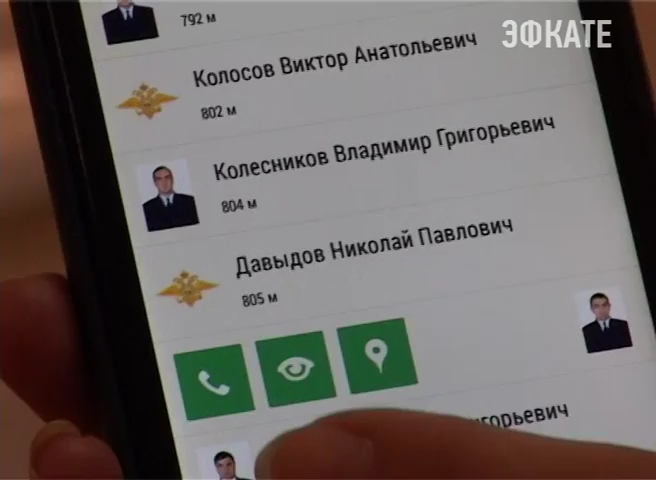 792 м
ЭФКАТЕ
Колосов Виктор Анатольевич
802 м
Колесников Владимир Григорьевич
804 м
Давыдов Николай Павлович
805 м